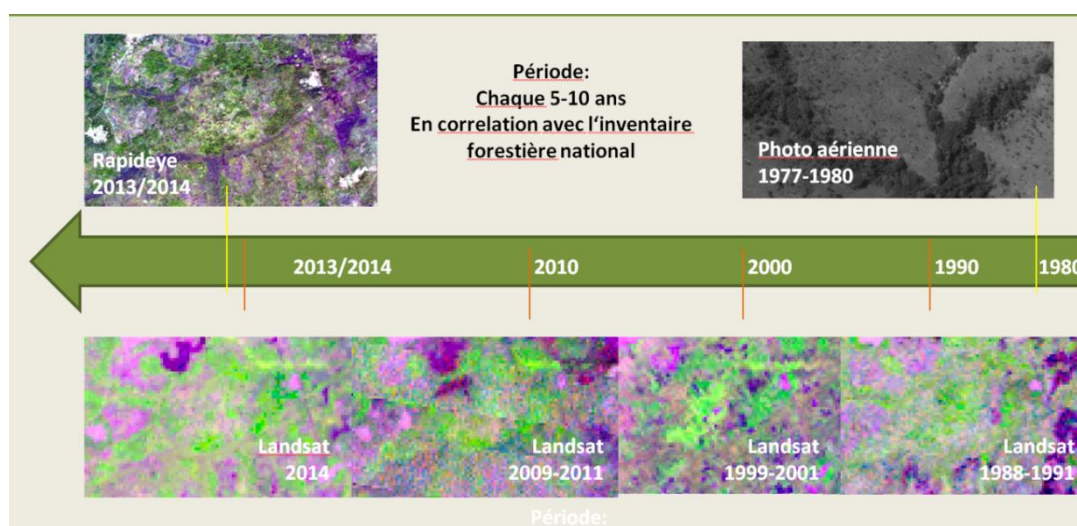 Période:
Chaque 5-10 ans
En correlation avec l'inventaire
forestière national
Rapideye
2013/2014
Photo aérienne
1977-1980
2013/2014
2010
2000
1990
1980
Landsat
2014
Landsat
2009-2011
Landsat
1999-2001
Landsat
1988-1991
Période: